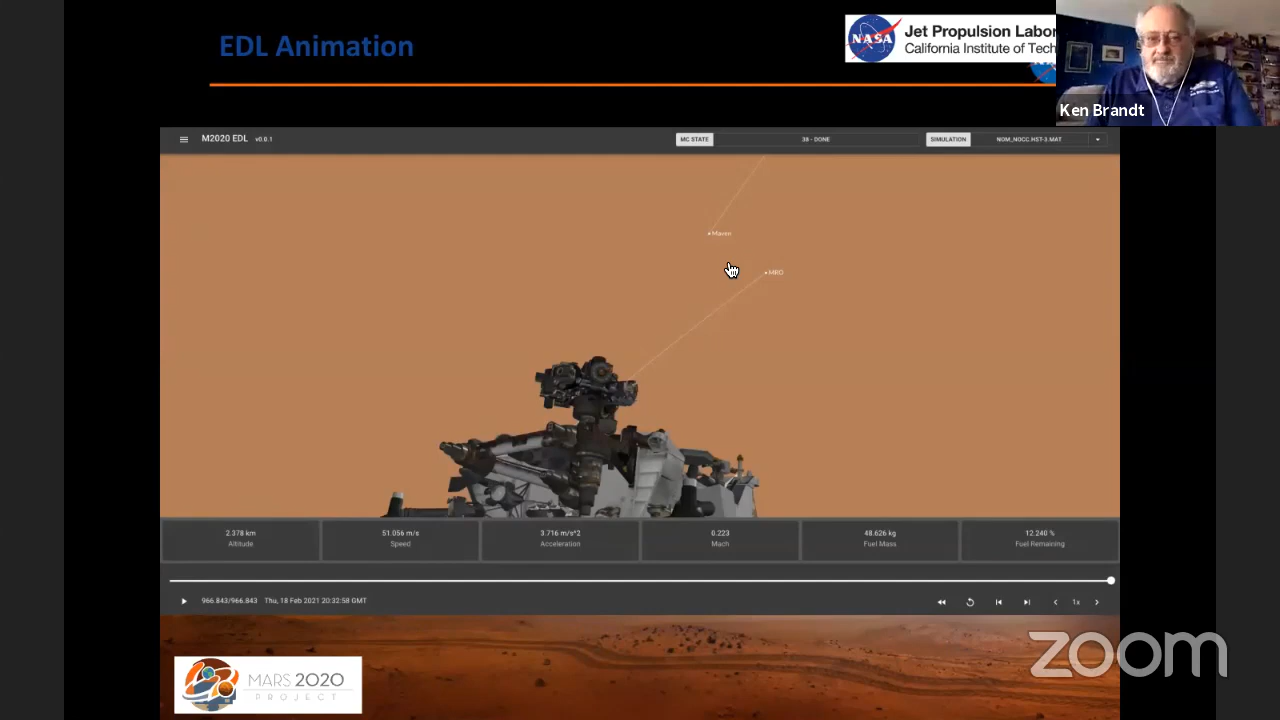 EDL Animation
NASA
Jet Propulsion Labor
California Institute of Tech
Ken Brandt
M2020 EDL v0.0.1
MC STATE 38 - DONE SIMULATION NOM_NOCC.HST-3.MAT
Maven
MRO
2.378 km 51.056 m/s 3.716 m/s^2 0.223 48.626 kg 12.240 %
Altitude Speed Acceleration Mach Fuel Mass Fuel Remaining
966.843/966.843 Thu, 18 Feb 2021 20:32:58 GMT
1x
zoom
MARS 2020
PROJECT